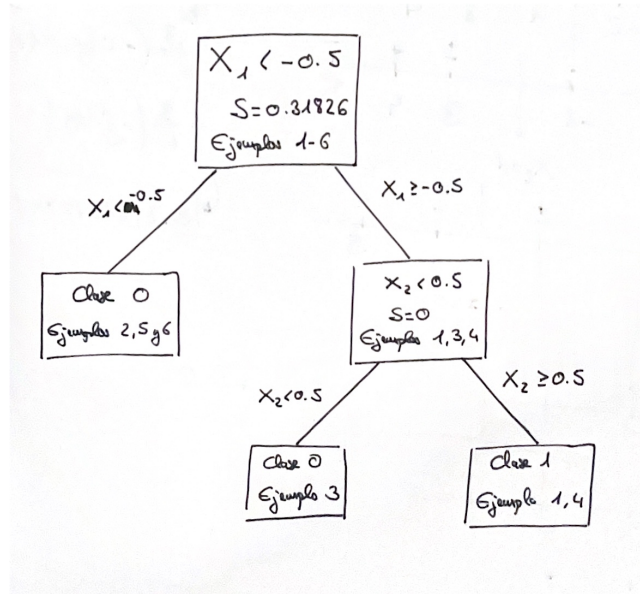 X₁ < -0.5
S=0.31826
Ejemplos 1-6
X₁< -0.5
X₁ ≥ -0.5
Clase 0
Ejemplos 2,5 y 6
X₂ < 0.5
S=0
Ejemplos 1,3,4
X₂<0.5
X₂ ≥0.5
Clase 0
Ejemplo 3
Clase 1
Ejemplo 1,4